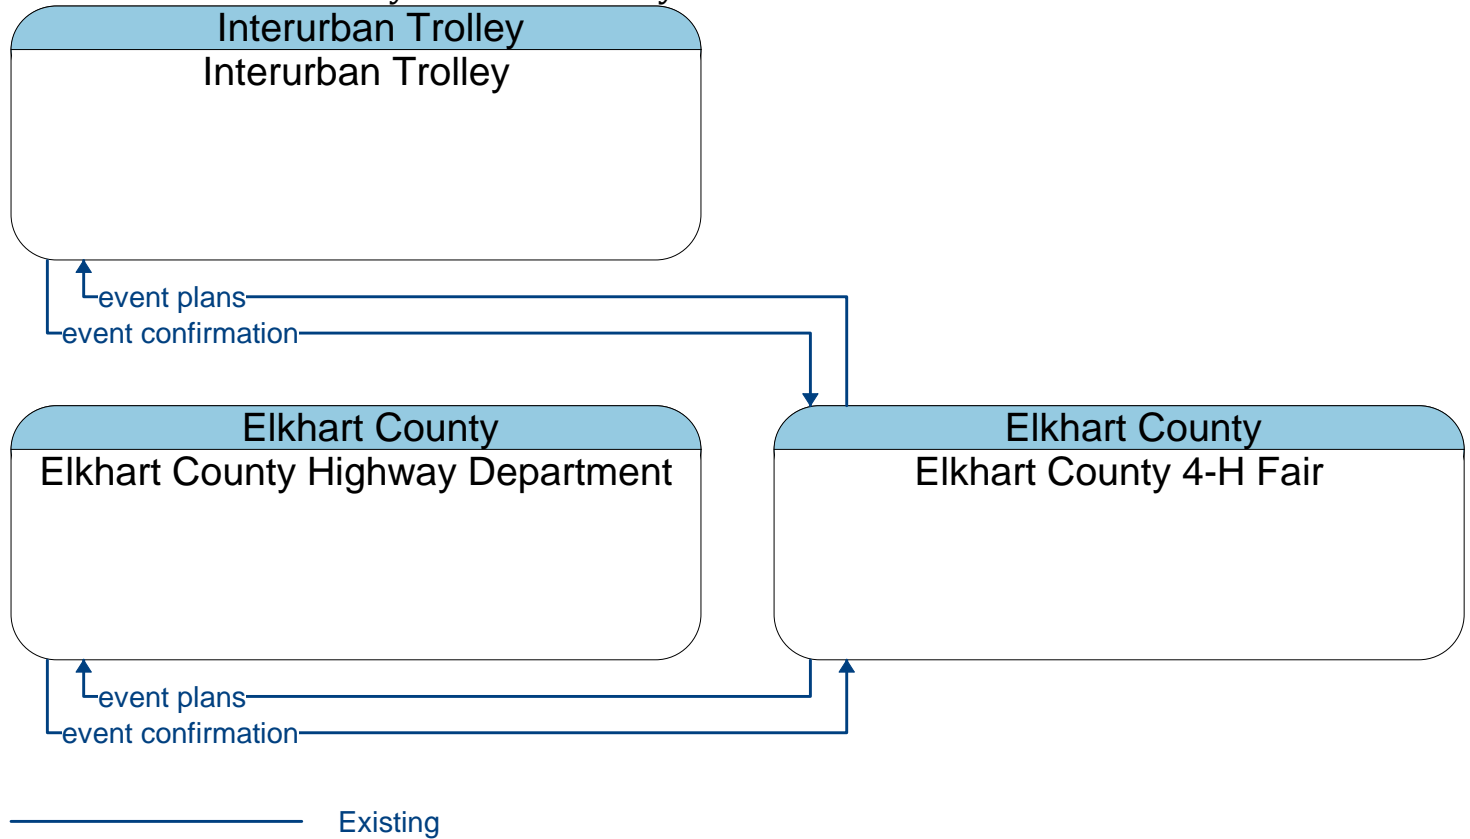 Interurban Trolley
Interurban Trolley
event plans
event confirmation
Elkhart County
Elkhart County Highway Department
Elkhart County
Elkhart County 4-H Fair
event plans
event confirmation
Existing